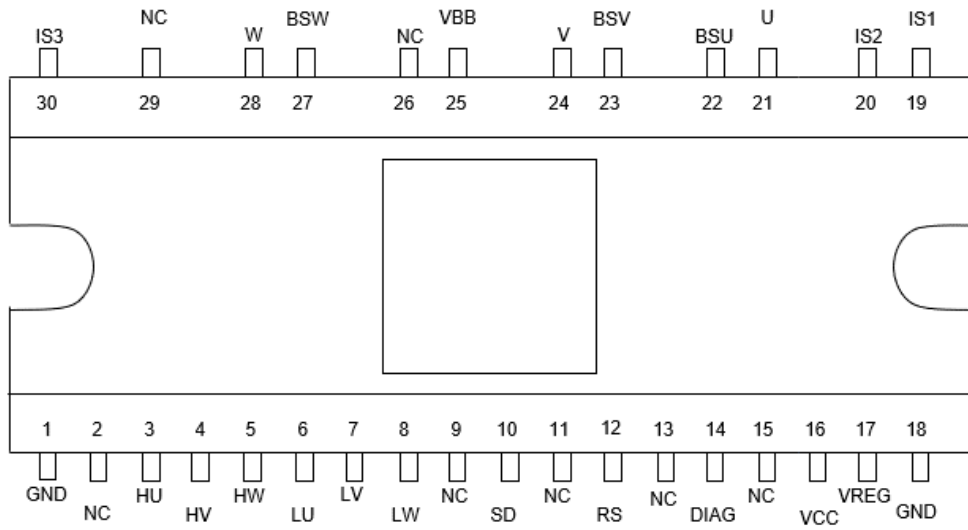 NC BSW VBB BSV U IS1
IS3 W NC V BSU IS2
30 29 28 27 26 25 24 23 22 21 20 19
1 2 3 4 5 6 7 8 9 10 11 12 13 14 15 16 17 18
GND HU HW LV NC NC NC NC VREG
NC HV LU LW SD RS DIAG VCC GND